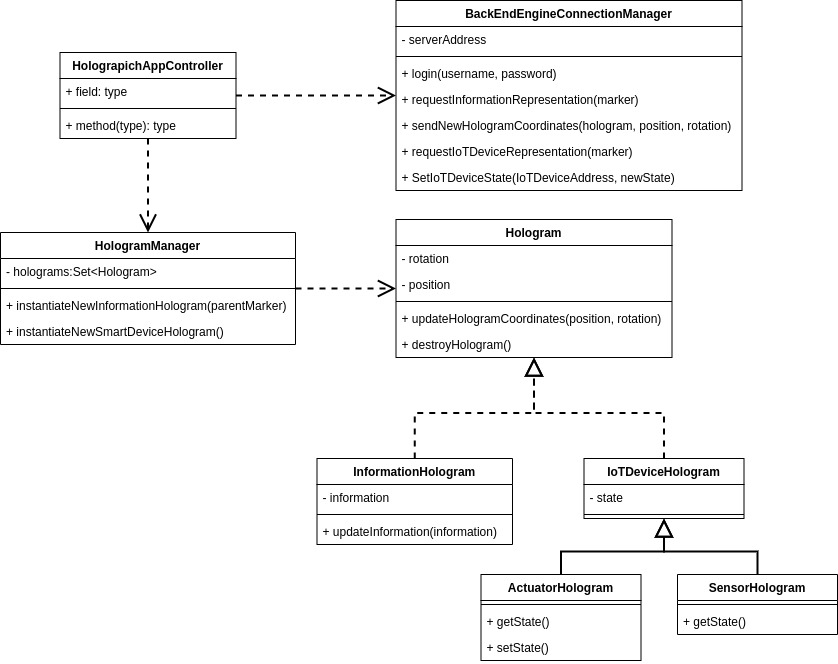 BackEndEngineConnectionManager
- serverAddress
+ login(username, password)
+ requestInformationRepresentation(marker)
+ sendNewHologramCoordinates(hologram, position, rotation)
+ requestIoTDeviceRepresentation(marker)
+ SetIoTDeviceState(IoTDeviceAddress, newState)
HolograpichAppController
+ field: type
+ method(type): type
HologramManager
- holograms:Set<Hologram>
+ instantiateNewInformationHologram(parentMarker)
+ instantiateNewSmartDeviceHologram()
Hologram
- rotation
- position
+ updateHologramCoordinates(position, rotation)
+ destroyHologram()
InformationHologram
- information
+ updateInformation(information)
IoTDeviceHologram
- state
ActuatorHologram
+ getState()
+ setState()
SensorHologram
+ getState()